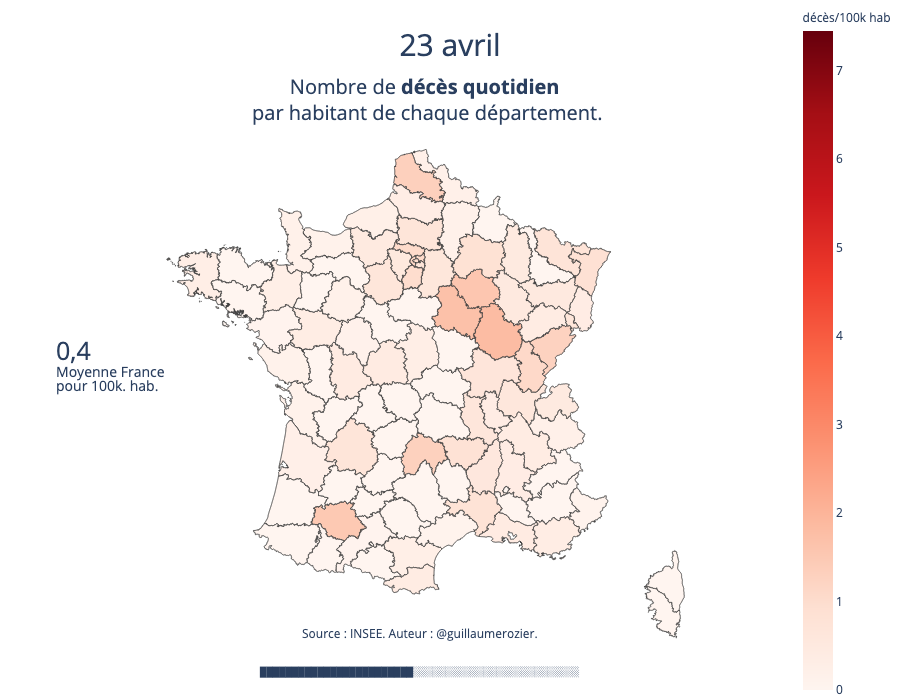 décès/100k hab
23 avril
Nombre de décès quotidien
par habitant de chaque département.
7
6
5
4
3
2
1
0
0,4
Moyenne France
pour 100k. hab.
Source : INSEE. Auteur : @guillaumerozier.